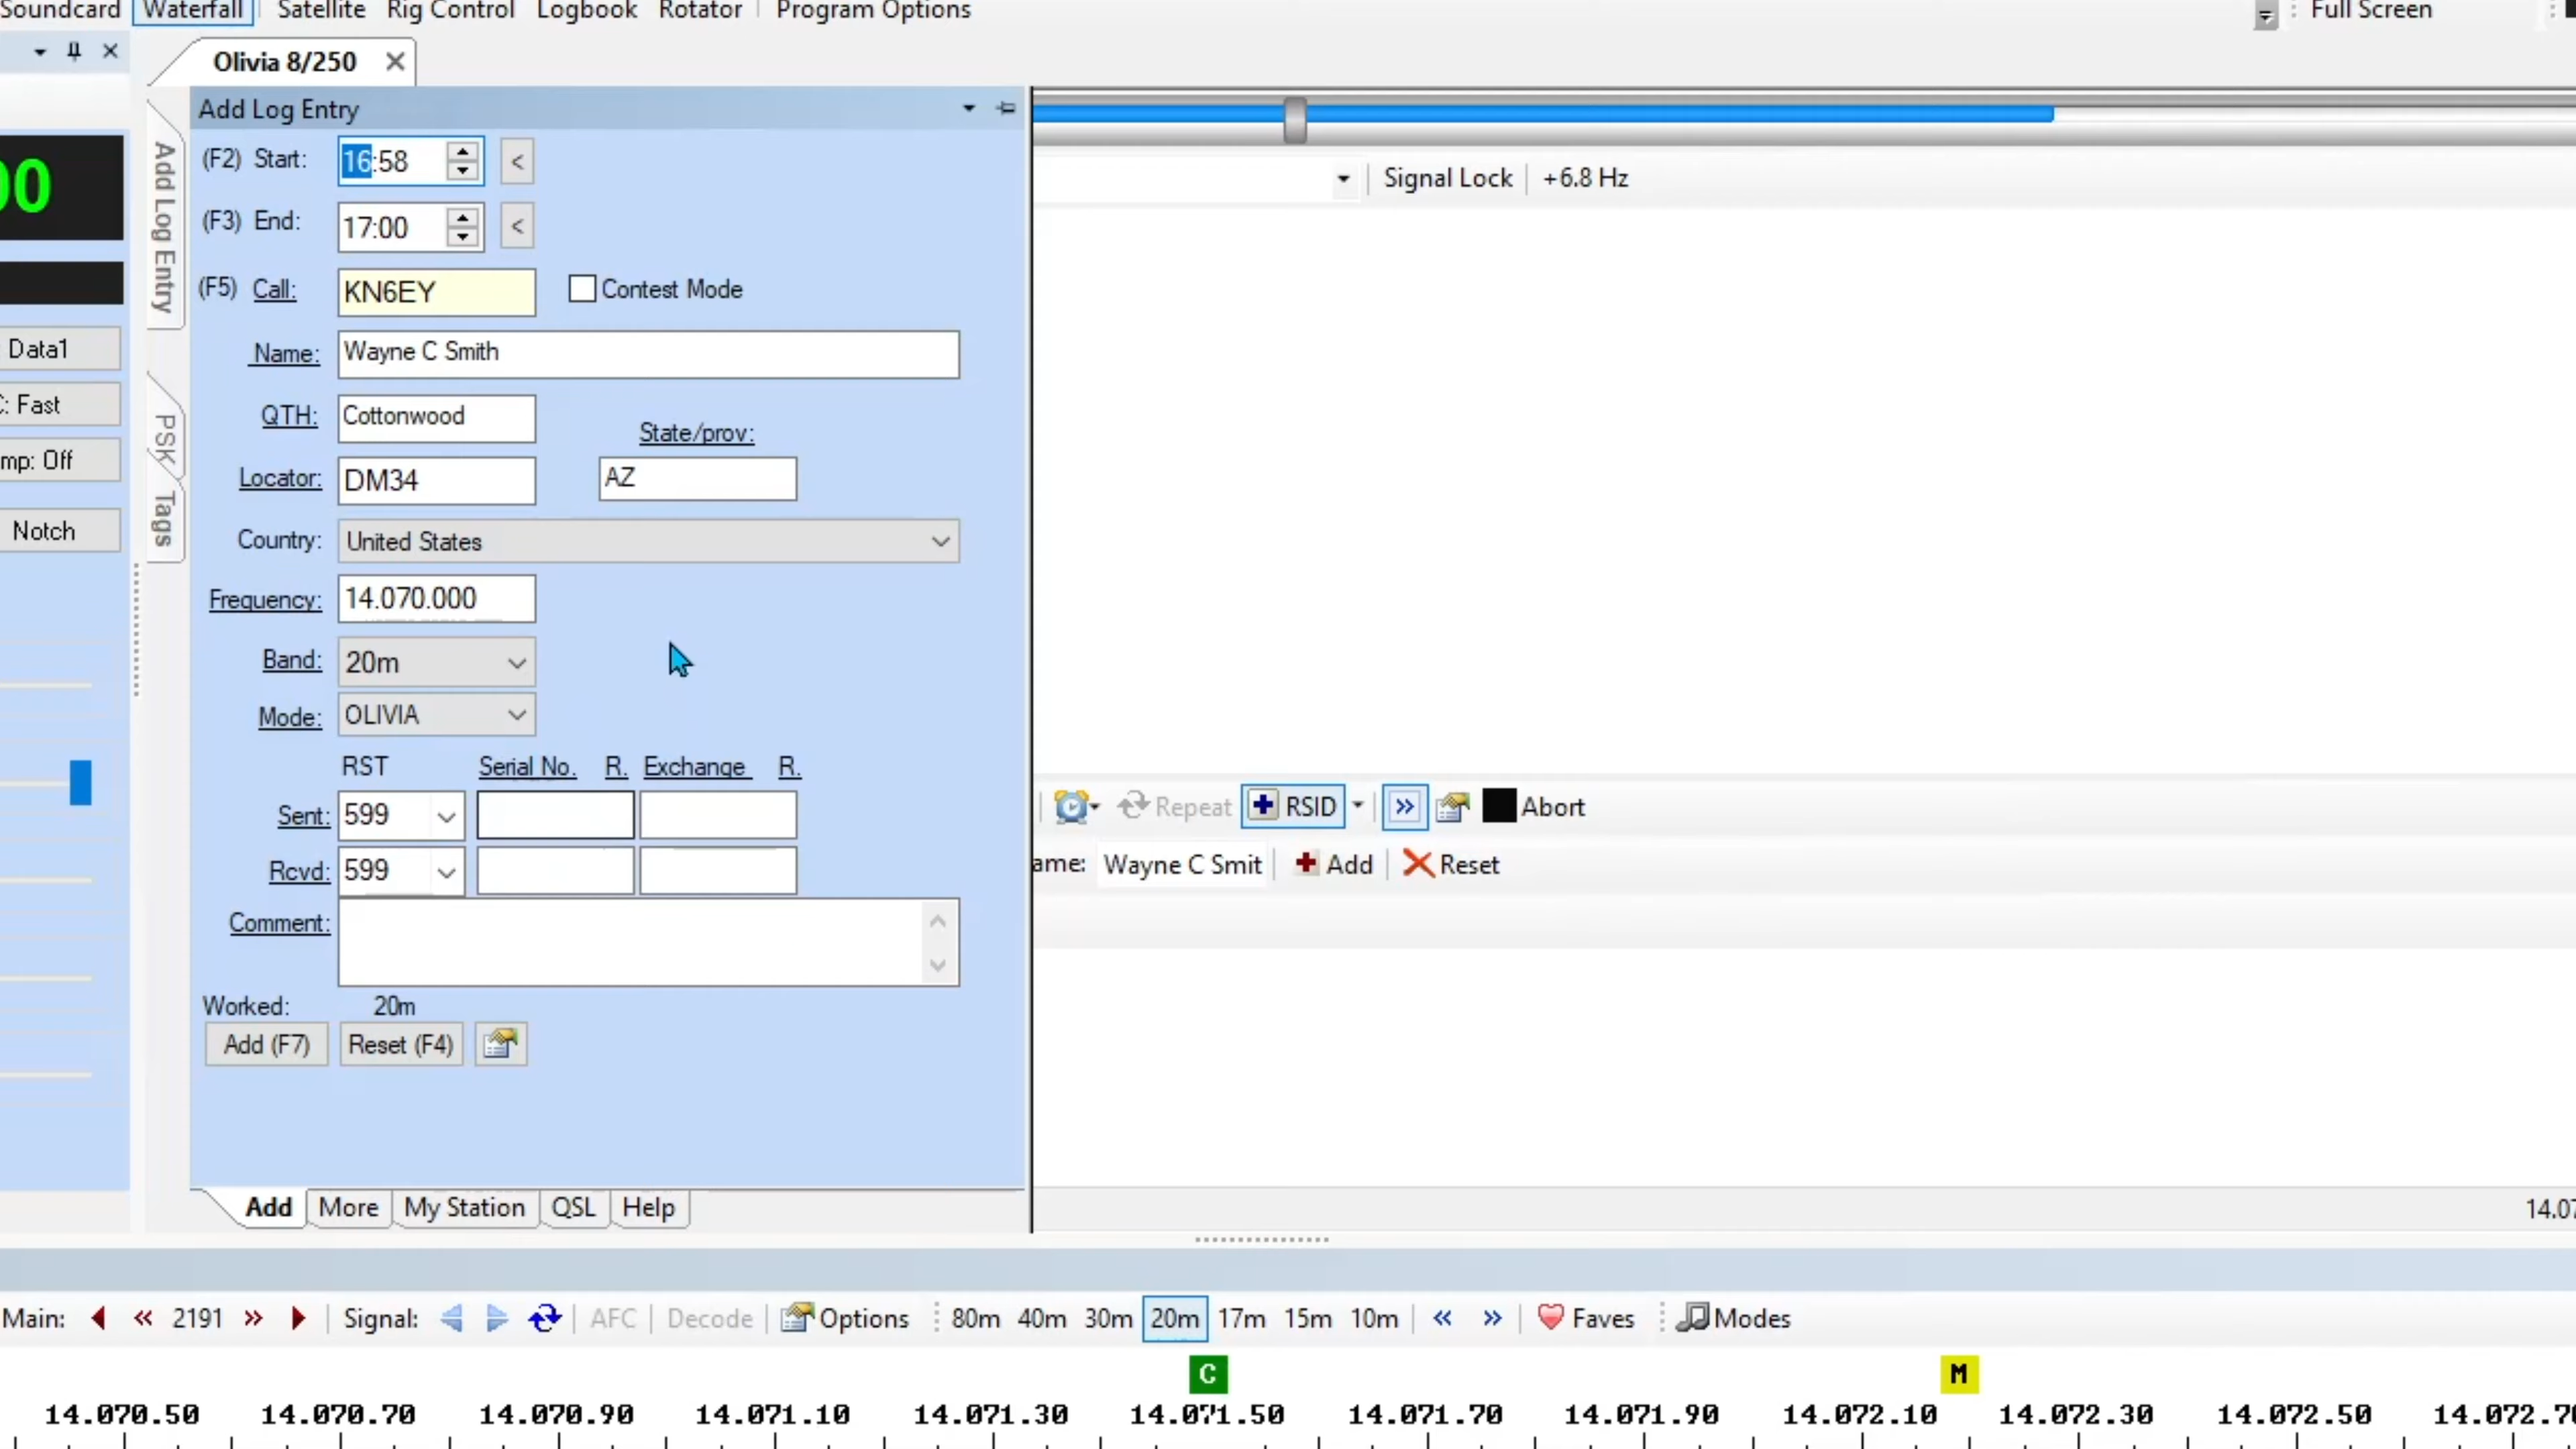 Soundcard Waterfall Satellite Rig Control Logbook Rotator Program Options Full Screen
Olivia 8/250
Add Log Entry
Add Log Entry
PSK
Tags
00
Data1
C: Fast
mp: Off
Notch
(F2) Start: 16:58 <
(F3) End: 17:00 <
(F5) Call: KN6EY Contest Mode
Name: Wayne C Smith
QTH: Cottonwood
State/prov:
Locator: DM34 AZ
Country: United States
Frequency: 14.070.000
Band: 20m
Mode: OLIVIA
RST Serial No. R. Exchange R.
Sent: 599
Rcvd: 599
Comment:
Worked: 20m
Add (F7) Reset (F4)
Add More My Station QSL Help
Signal Lock +6.8 Hz
Repeat RSID » Abort
ame: Wayne C Smit Add Reset
14.07
Main: « 2191 » Signal: AFC Decode Options 80m 40m 30m 20m 17m 15m 10m « » Faves Modes
C M
14.070.50 14.070.70 14.070.90 14.071.10 14.071.30 14.071.50 14.071.70 14.071.90 14.072.10 14.072.30 14.072.50 14.072.70